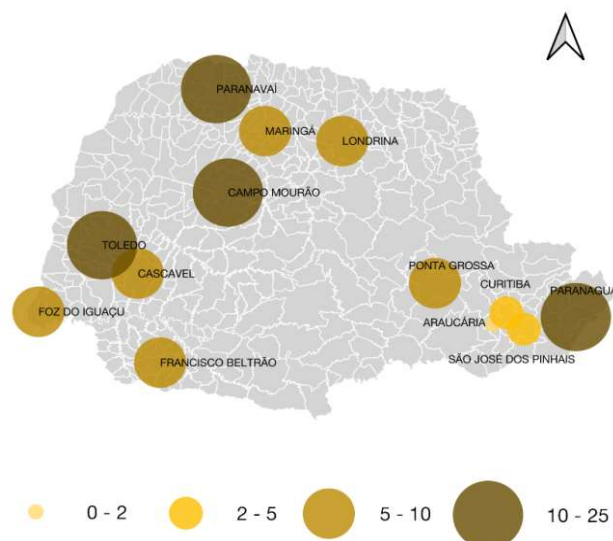 PARANAVAÍ
MARINGÁ
LONDRINA
CAMPO MOURÃO
TOLEDO
CASCAVEL
PONTA GROSSA
CURITIBA
PARANAGUA
FOZ DO IGUAÇU
ARAUCÁRIA
SÃO JOSÉ DOS PINHAIS
FRANCISCO BELTRÃO
0 - 2 2 - 5 5 - 10 10 - 25